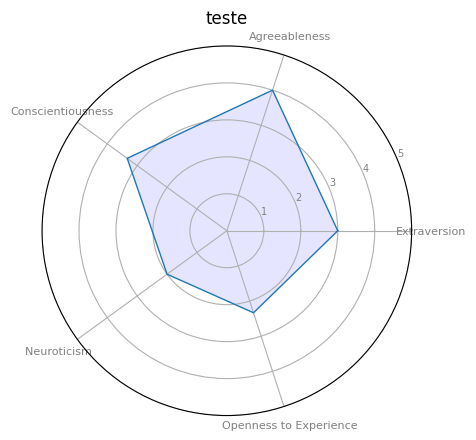 teste
Agreeableness
Conscientiousness
5
4
3
2
1
Extraversion
Neuroticism
Openness to Experience